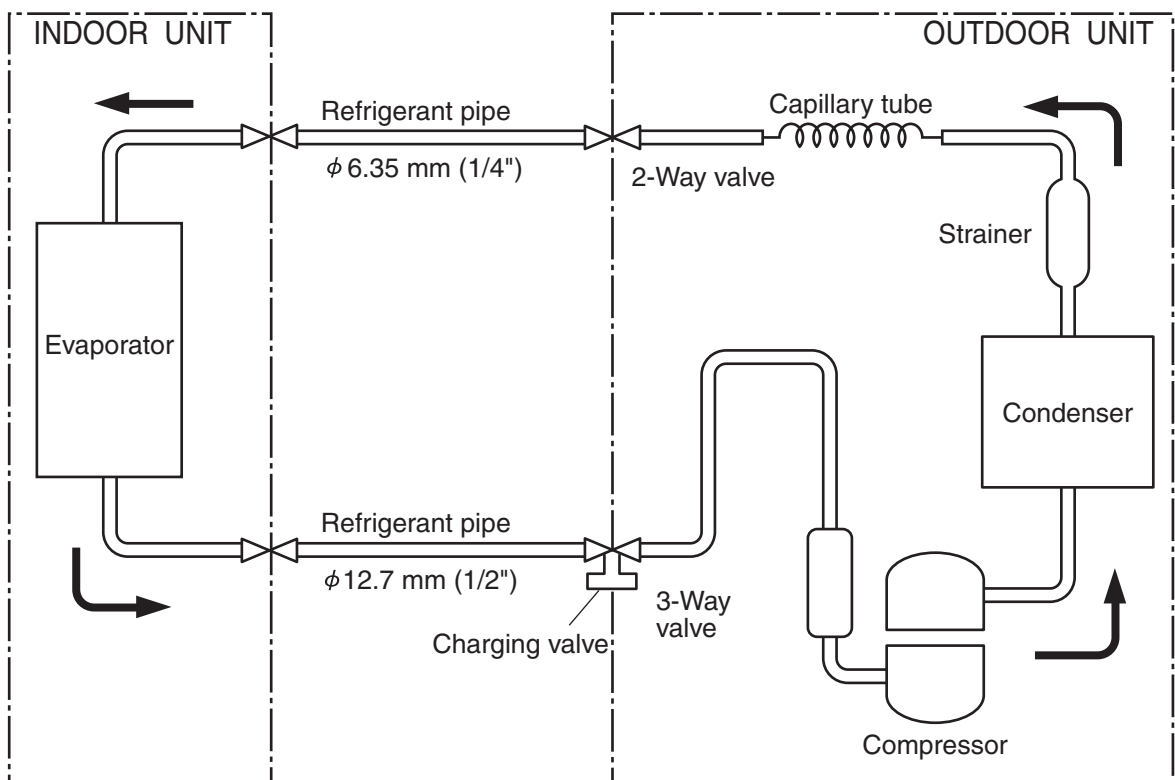 INDOOR UNIT
OUTDOOR UNIT
Refrigerant pipe
ϕ 6.35 mm (1/4")
Capillary tube
2-Way valve
Strainer
Evaporator
Condenser
Refrigerant pipe
ϕ 12.7 mm (1/2")
3-Way
valve
Charging valve
Compressor